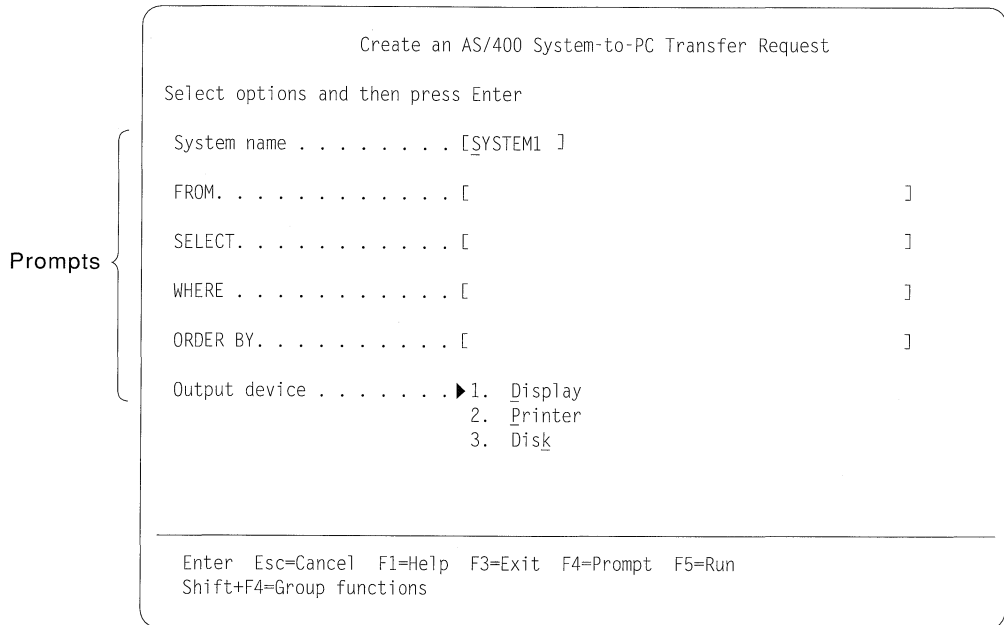 Create an AS/400 System-to-PC Transfer Request
Select options and then press Enter
Prompts
System name . . . . . . . . [SYSTEM1 ]
FROM. . . . . . . . . . . . [ ]
SELECT. . . . . . . . . . . [ ]
WHERE . . . . . . . . . . . [ ]
ORDER BY. . . . . . . . . . [ ]
Output device . . . . . . . ▶1. Display
2. Printer
3. Disk
Enter Esc=Cancel F1=Help F3=Exit F4=Prompt F5=Run
Shift+F4=Group functions